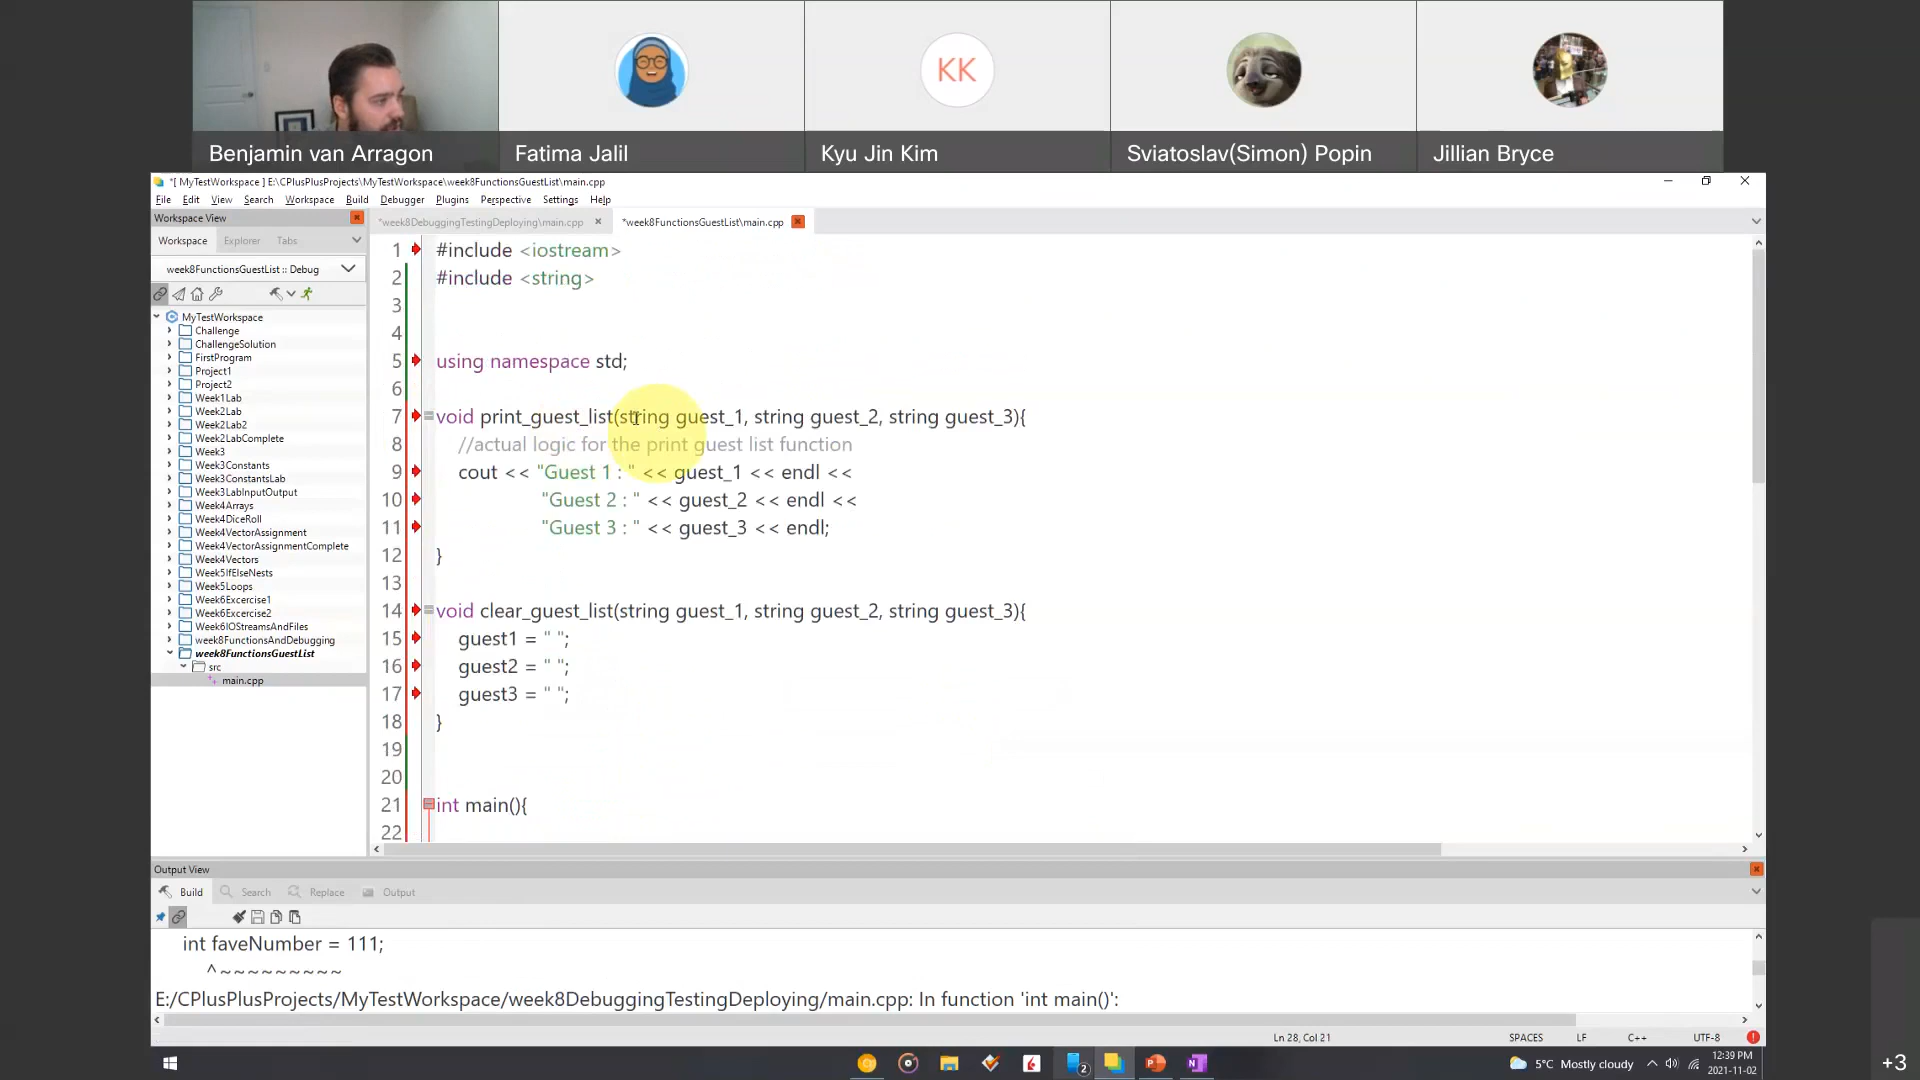 KK
Benjamin van Arragon
Fatima Jalil
Kyu Jin Kim
Sviatoslav(Simon) Popin
Jillian Bryce
*[ MyTestWorkspace ] E:\CPlusPlusProjects\MyTestWorkspace\week8FunctionsGuestList\main.cpp
File Edit View Search Workspace Build Debugger Plugins Perspective Settings Help
Workspace View
*week8DebuggingTestingDeploying\main.cpp
*week8FunctionsGuestList\main.cpp
Workspace Explorer Tabs
week8FunctionsGuestList :: Debug
MyTestWorkspace
Challenge
ChallengeSolution
FirstProgram
Project1
Project2
Week1Lab
Week2Lab
Week2Lab2
Week2LabComplete
Week3
Week3Constants
Week3ConstantsLab
Week3LabInputOutput
Week4Arrays
Week4DiceRoll
Week4VectorAssignment
Week4VectorAssignmentComplete
Week4Vectors
Week5IfElseNests
Week5Loops
Week6Excercise1
Week6Excercise2
Week6IOStreamsAndFiles
week8FunctionsAndDebugging
week8FunctionsGuestList
src
main.cpp
1 #include <iostream>
2 #include <string>
3
4
5 using namespace std;
6
7 void print_guest_list(string guest_1, string guest_2, string guest_3){
8 //actual logic for the print guest list function
9 cout << "Guest 1 : " << guest_1 << endl <<
10 "Guest 2 : " << guest_2 << endl <<
11 "Guest 3 : " << guest_3 << endl;
12 }
13
14 void clear_guest_list(string guest_1, string guest_2, string guest_3){
15 guest1 = " ";
16 guest2 = " ";
17 guest3 = " ";
18 }
19
20
21 int main(){
22
Output View
Build Search Replace Output
int faveNumber = 111;
^~~~~~~~~~
E:/CPlusPlusProjects/MyTestWorkspace/week8DebuggingTestingDeploying/main.cpp: In function 'int main()':
Ln 28, Col 21 SPACES LF C++ UTF-8
2
5°C Mostly cloudy
12:39 PM
2021-11-02
+3